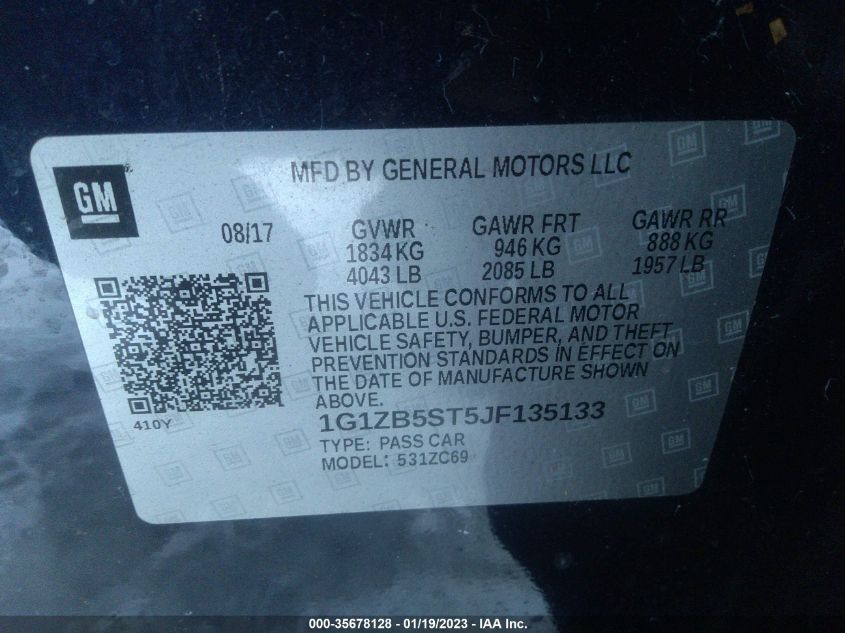 MFD BY GENERAL MOTORS LLC
GM
08/17 GVWR GAWR FRT GAWR RR
1834 KG 946 KG 888 KG
4043 LB 2085 LB 1957 LB
THIS VEHICLE CONFORMS TO ALL
APPLICABLE U.S. FEDERAL MOTOR
VEHICLE SAFETY, BUMPER, AND THEFT
PREVENTION STANDARDS IN EFFECT ON
THE DATE OF MANUFACTURE SHOWN
ABOVE.
410Y
1G1ZB5ST5JF135133
TYPE: PASS CAR
MODEL: 531ZC69
000-35678128 - 01/19/2023 - IAA Inc.